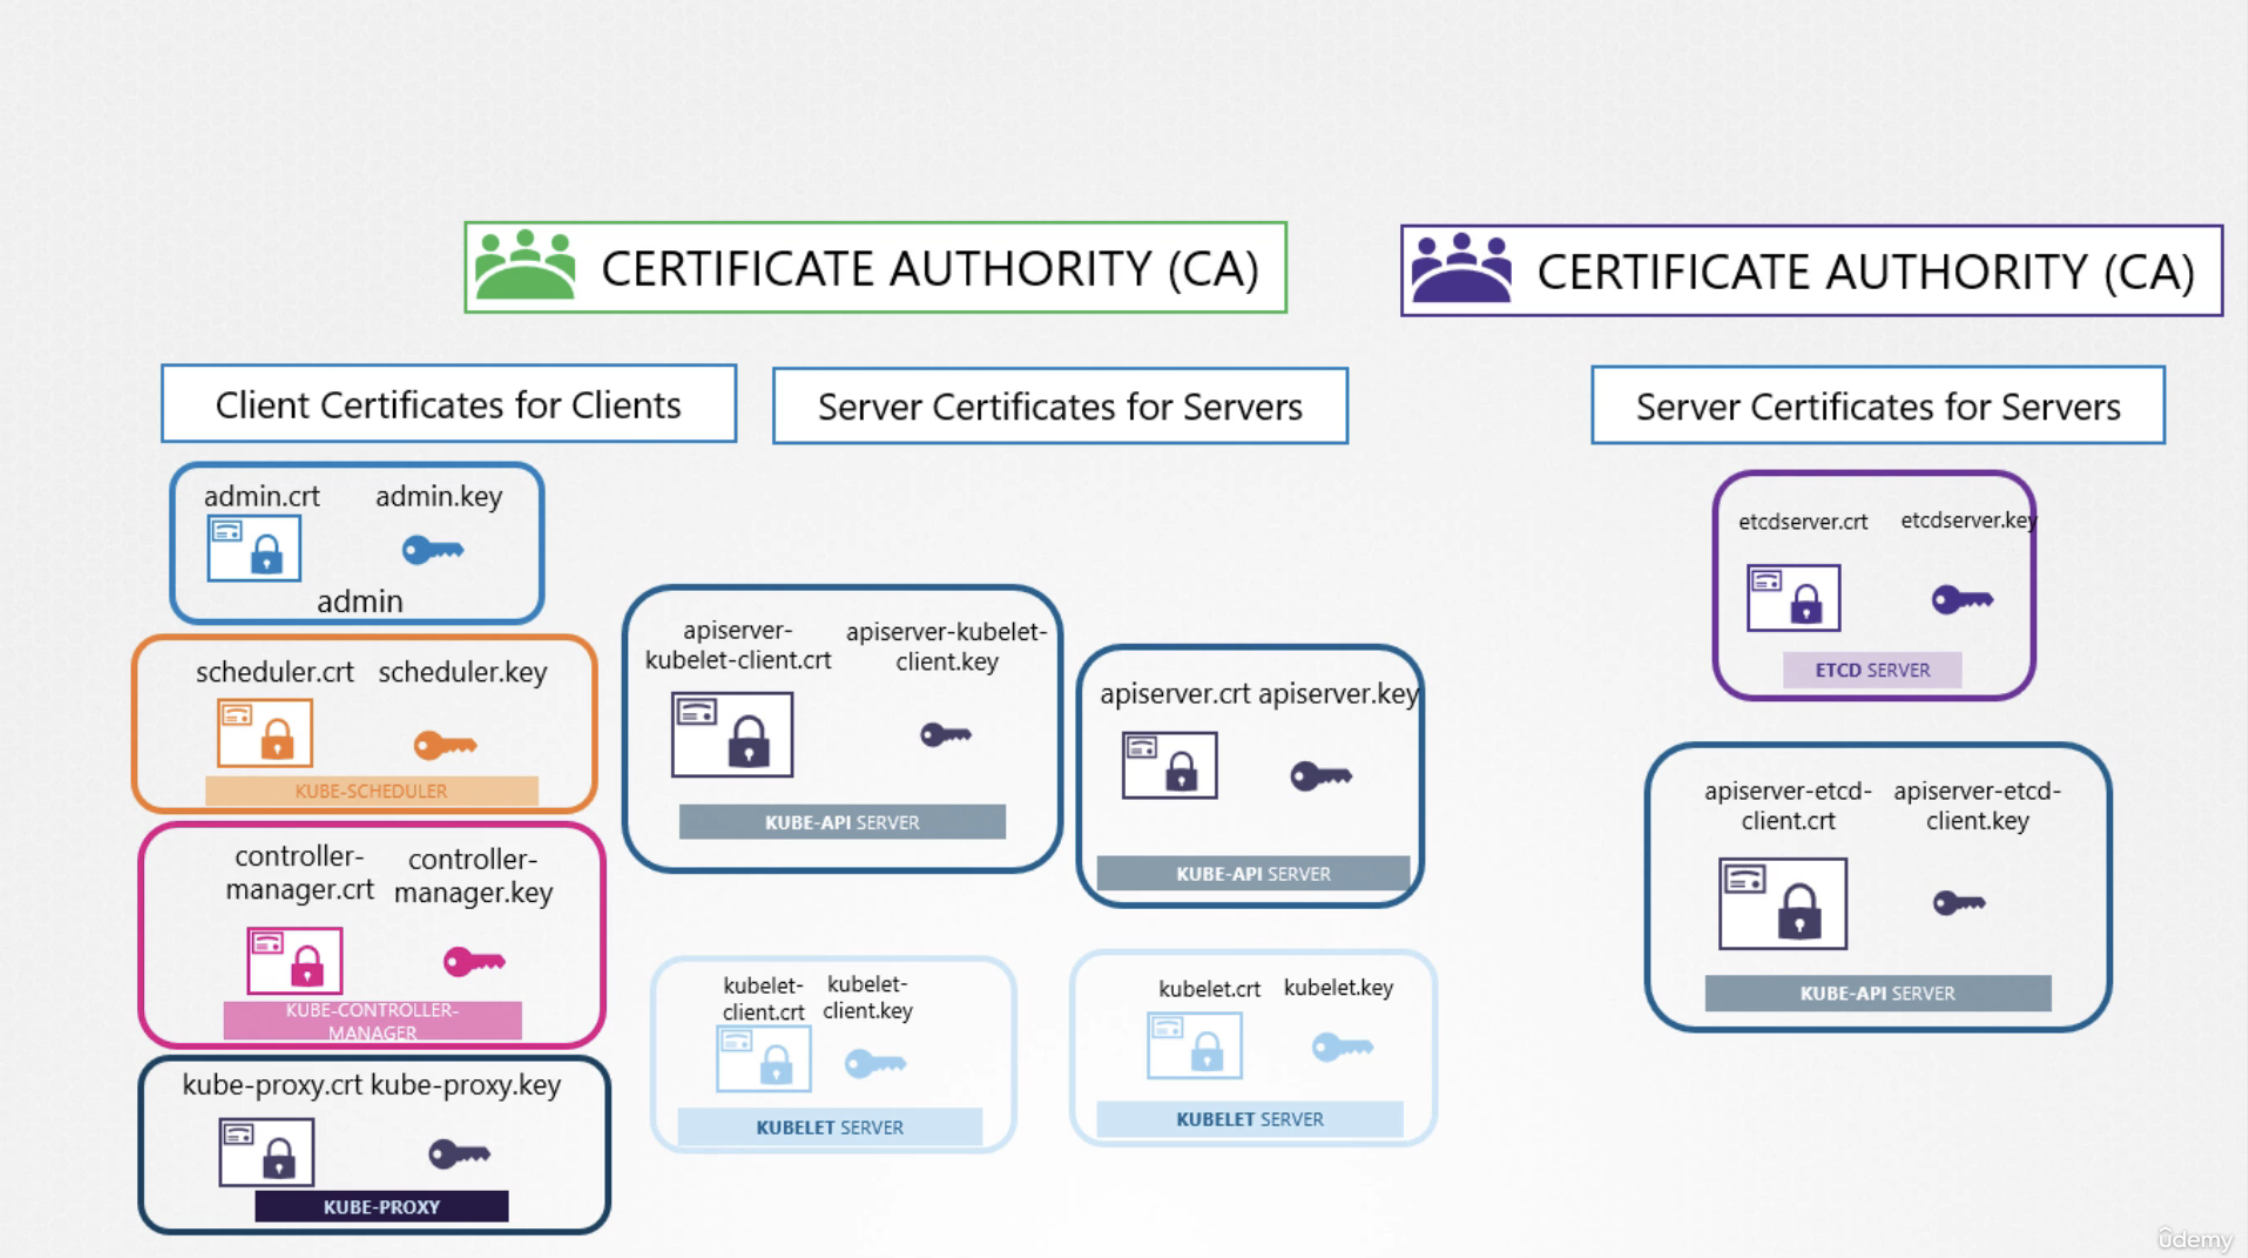 CERTIFICATE AUTHORITY (CA)
CERTIFICATE AUTHORITY (CA)
Client Certificates for Clients
Server Certificates for Servers
Server Certificates for Servers
admin.crt admin.key
admin
scheduler.crt scheduler.key
KUBE-SCHEDULER
controller-
manager.crt
controller-
manager.key
KUBE-CONTROLLER-
MANAGER
kube-proxy.crt kube-proxy.key
KUBE-PROXY
apiserver-
kubelet-client.crt
apiserver-kubelet-
client.key
KUBE-API SERVER
apiserver.crt apiserver.key
KUBE-API SERVER
kubelet-
client.crt
kubelet-
client.key
KUBELET SERVER
kubelet.crt kubelet.key
KUBELET SERVER
etcdserver.crt etcdserver.key
ETCD SERVER
apiserver-etcd-
client.crt
apiserver-etcd-
client.key
KUBE-API SERVER
ûdemy